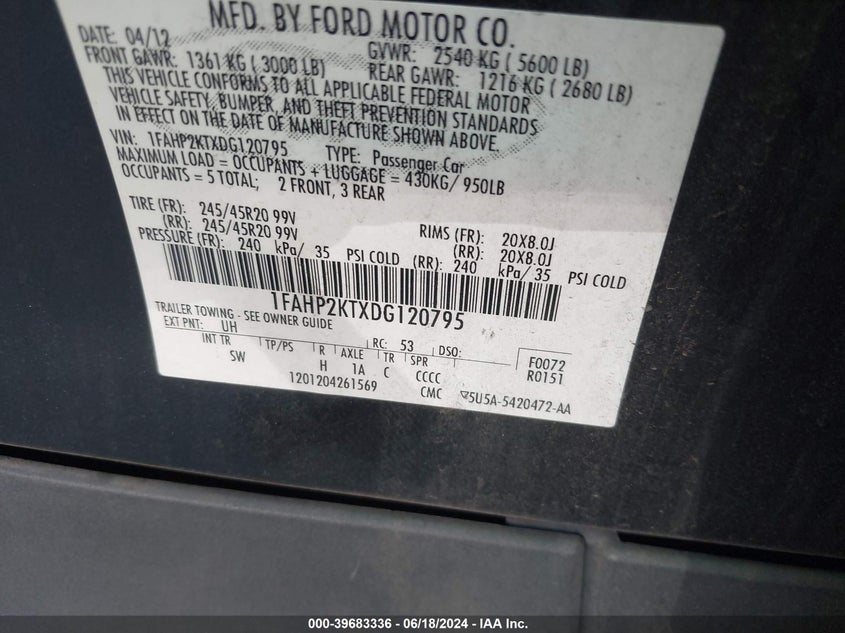 MFD. BY FORD MOTOR CO.
DATE: 04/12 GVWR: 2540 KG ( 5600 LB)
FRONT GAWR: 1361 KG ( 3000 LB) REAR GAWR: 1216 KG ( 2680 LB)
THIS VEHICLE CONFORMS TO ALL APPLICABLE FEDERAL MOTOR
VEHICLE SAFETY, BUMPER, AND THEFT PREVENTION STANDARDS
IN EFFECT ON THE DATE OF MANUFACTURE SHOWN ABOVE.
VIN: 1FAHP2KTXDG120795 TYPE: Passenger Car
MAXIMUM LOAD = OCCUPANTS + LUGGAGE = 430KG/ 950LB
OCCUPANTS = 5 TOTAL; 2 FRONT, 3 REAR
TIRE (FR): 245/45R20 99V RIMS (FR): 20X8.0J
(RR): 245/45R20 99V (RR): 20X8.0J
PRESSURE (FR): 240 kPa/ 35 PSI COLD (RR): 240 kPa/ 35 PSI COLD
1FAHP2KTXDG120795
TRAILER TOWING - SEE OWNER GUIDE
EXT PNT: UH RC: 53 DSO: F0072
INT TR TP/PS R AXLE TR SPR R0151
SW H 1A C CCCC
1201204261569 CMC 5U5A-5420472-AA
000-39683336 - 06/18/2024 - IAA Inc.